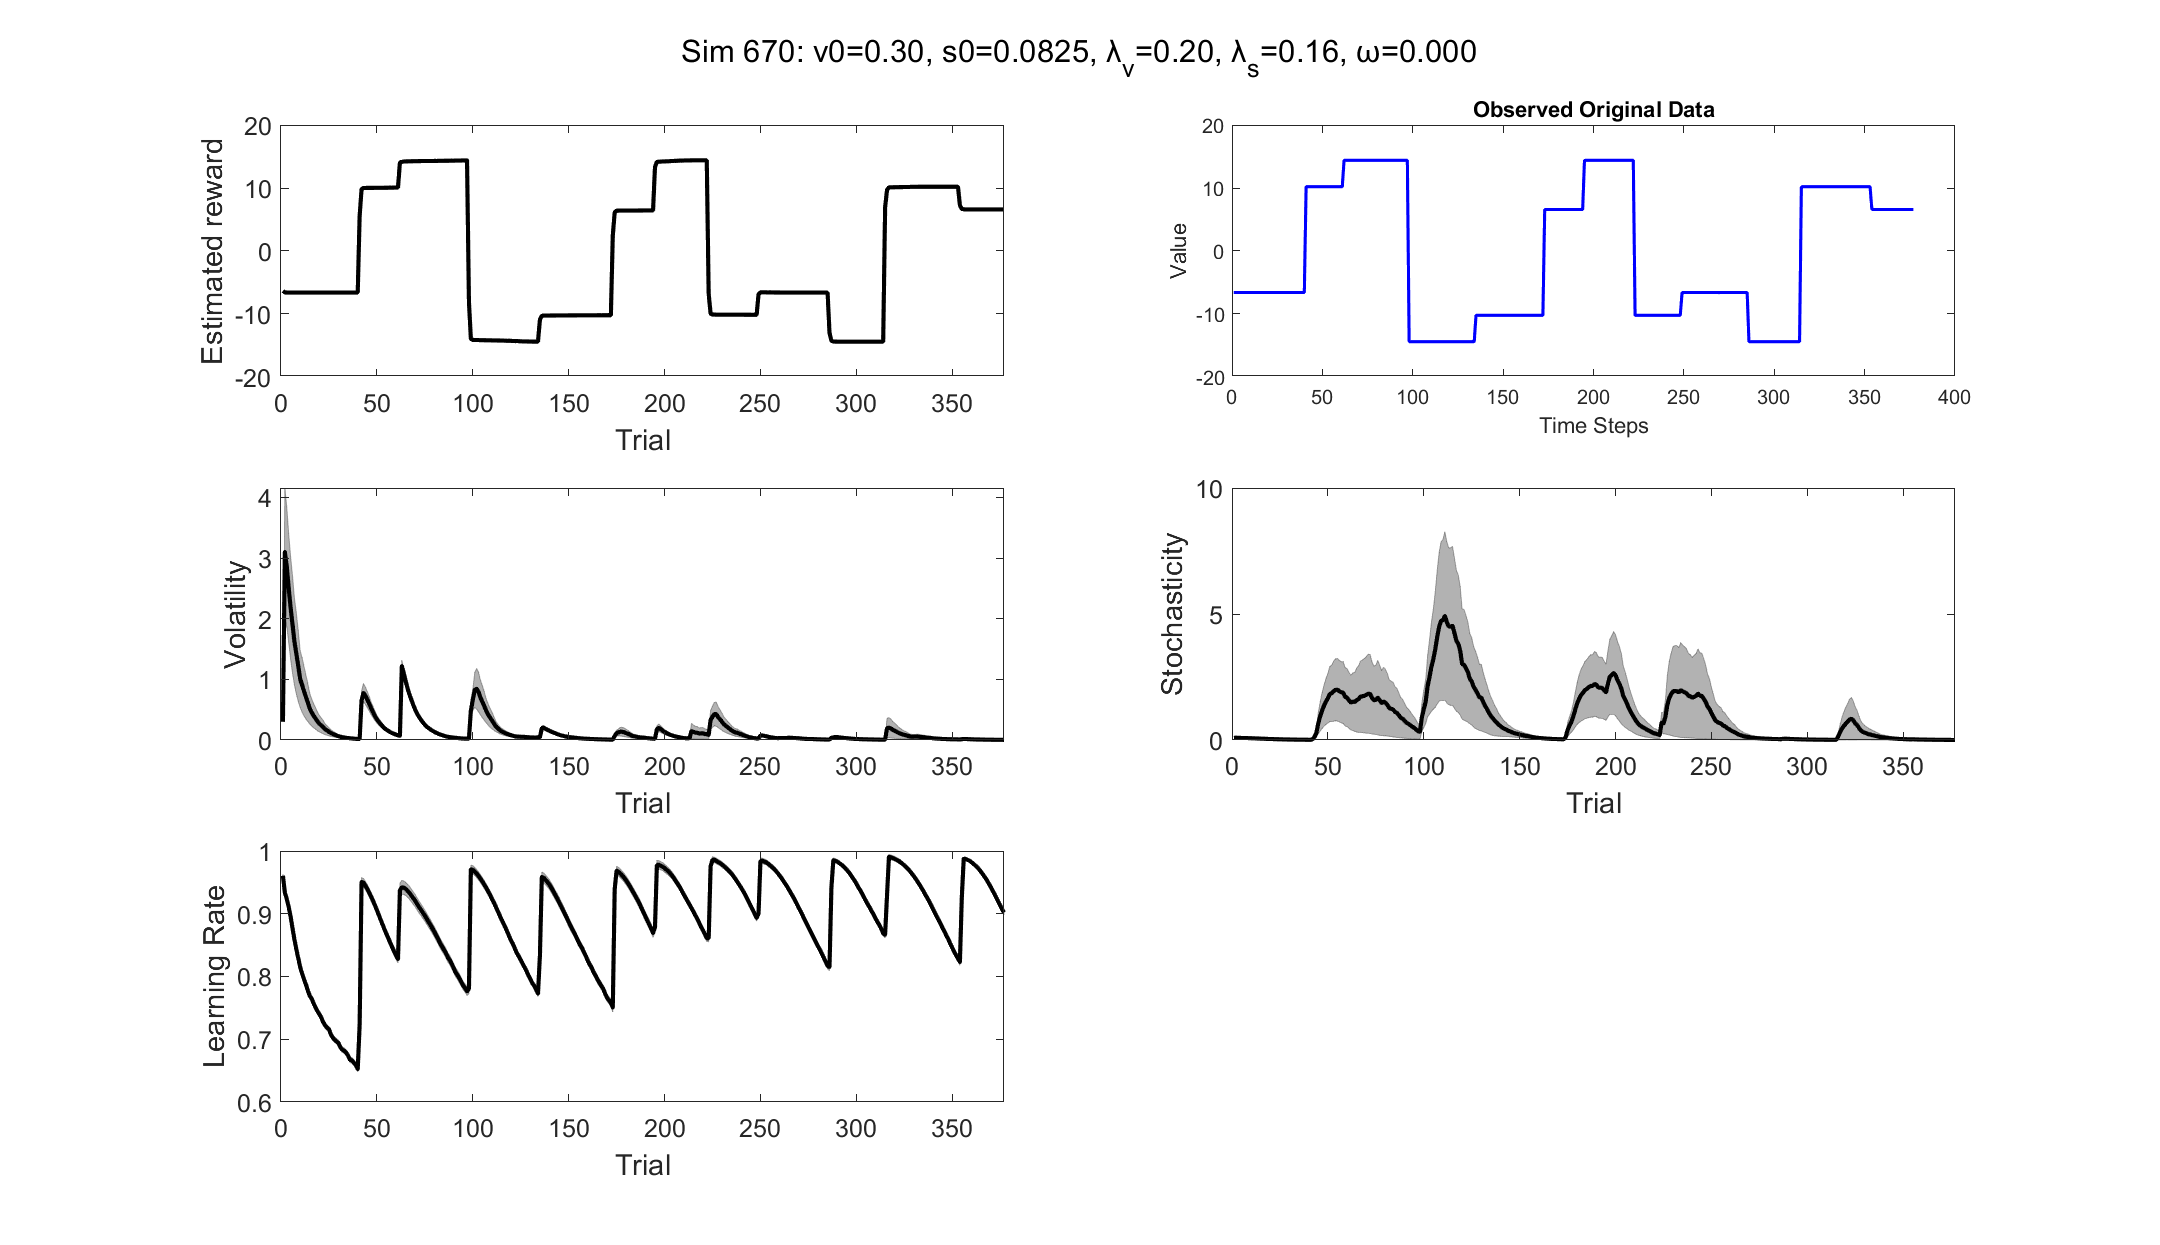 Sim 670: v0=0.30, s0=0.0825, λv=0.20, λs=0.16, ω=0.000
Estimated reward
20
10
0
-10
-20
0 50 100 150 200 250 300 350
Trial
Observed Original Data
Value
20
10
0
-10
-20
0 50 100 150 200 250 300 350 400
Time Steps
Volatility
4
3
2
1
0
0 50 100 150 200 250 300 350
Trial
Stochasticity
10
5
0
0 50 100 150 200 250 300 350
Trial
Learning Rate
1
0.9
0.8
0.7
0.6
0 50 100 150 200 250 300 350
Trial